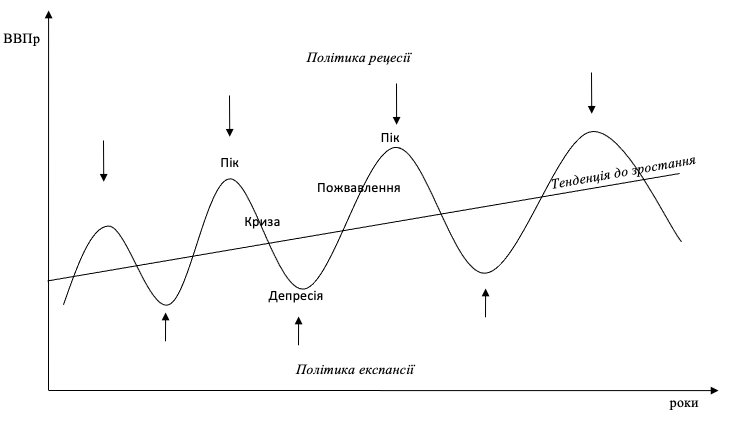 ВВПр
Політика рецесії
Пік
Пік
Пожвавлення
Тенденція до зростання
Криза
Депресія
Політика експансії
роки